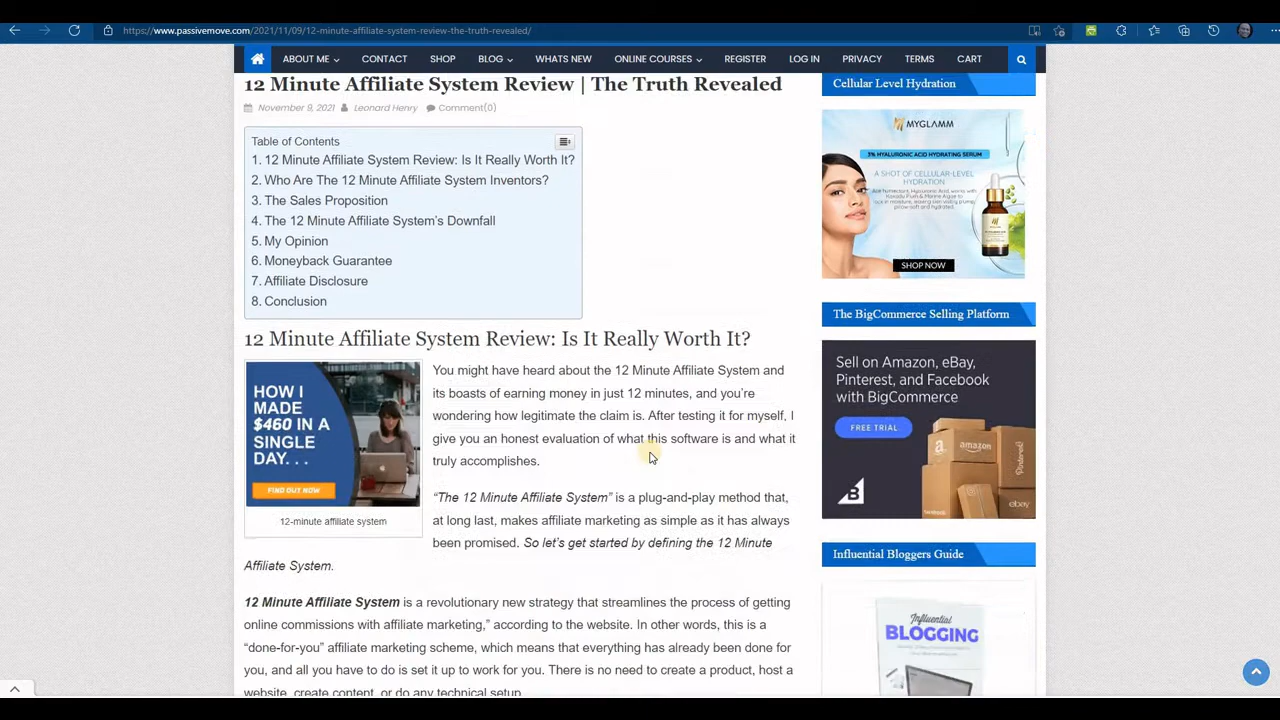 https://www.passivemove.com/2021/11/09/12-minute-affiliate-system-review-the-truth-revealed/
ABOUT ME CONTACT SHOP BLOG WHATS NEW ONLINE COURSES REGISTER LOG IN PRIVACY TERMS CART
12 Minute Affiliate System Review | The Truth Revealed
November 9, 2021 Leonard Henry Comment(0)
Table of Contents
1. 12 Minute Affiliate System Review: Is It Really Worth It?
2. Who Are The 12 Minute Affiliate System Inventors?
3. The Sales Proposition
4. The 12 Minute Affiliate System's Downfall
5. My Opinion
6. Moneyback Guarantee
7. Affiliate Disclosure
8. Conclusion
12 Minute Affiliate System Review: Is It Really Worth It?
HOW I
MADE
$460 IN A
SINGLE
DAY. . .
FIND OUT NOW
12-minute affiliate system
You might have heard about the 12 Minute Affiliate System and
its boasts of earning money in just 12 minutes, and you're
wondering how legitimate the claim is. After testing it for myself, I
give you an honest evaluation of what this software is and what it
truly accomplishes.
“The 12 Minute Affiliate System” is a plug-and-play method that,
at long last, makes affiliate marketing as simple as it has always
been promised. So let's get started by defining the 12 Minute
Affiliate System.
12 Minute Affiliate System is a revolutionary new strategy that streamlines the process of getting
online commissions with affiliate marketing,” according to the website. In other words, this is a
“done-for-you” affiliate marketing scheme, which means that everything has already been done for
you, and all you have to do is set it up to work for you. There is no need to create a product, host a
website, create content, or do any technical setup.
Cellular Level Hydration
MYGLAMM
3% HYALURONIC ACID HYDRATING SERUM
A SHOT OF CELLULAR-LEVEL
HYDRATION
SHOP NOW
The BigCommerce Selling Platform
Sell on Amazon, eBay,
Pinterest, and Facebook
with BigCommerce
FREE TRIAL
amazon
Pinterest
ebay
Influential Bloggers Guide
INFLUENTIAL
BLOGGING